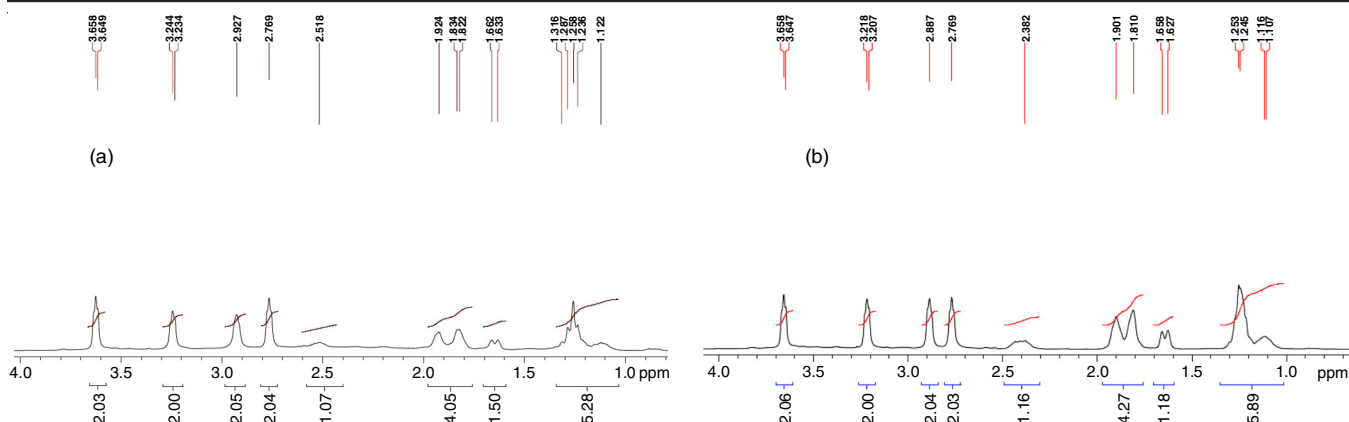 3.658 3.649 3.244 3.234 2.927 2.769 2.518 1.924 1.834 1.822 1.662 1.633 1.316 1.287 1.258 1.236 1.122
(a)
4.0 3.5 3.0 2.5 2.0 1.5 1.0 ppm
2.03 2.00 2.05 2.04 1.07 4.05 1.50 5.28
3.658 3.647 3.218 3.207 2.887 2.769 2.382 1.901 1.810 1.658 1.627 1.253 1.245 1.116 1.107
(b)
4.0 3.5 3.0 2.5 2.0 1.5 1.0 ppm
2.06 2.00 2.04 2.03 1.16 4.27 1.18 5.89